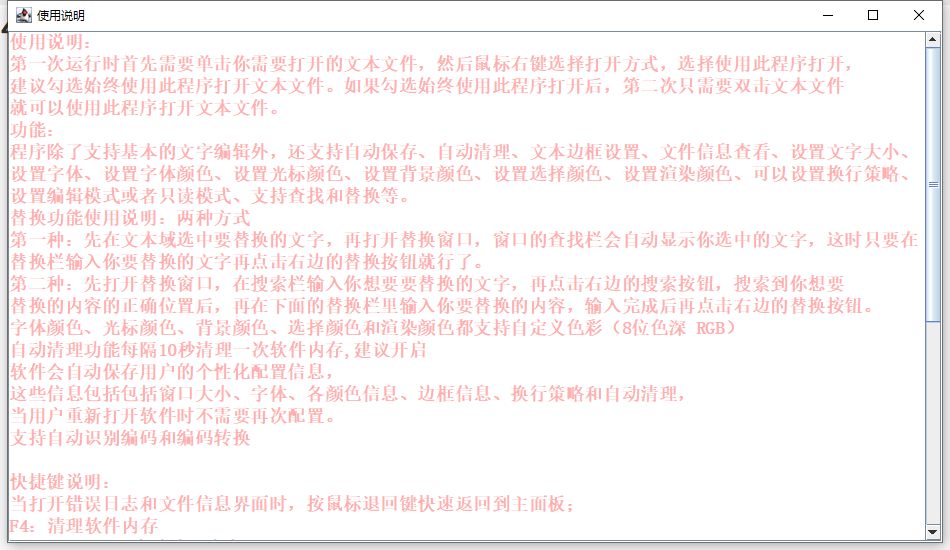 使用说明
使用说明：
第一次运行时首先需要单击你需要打开的文本文件，然后鼠标右键选择打开方式，选择使用此程序打开，
建议勾选始终使用此程序打开文本文件。如果勾选始终使用此程序打开后，第二次只需要双击文本文件
就可以使用此程序打开文本文件。
功能：
程序除了支持基本的文字编辑外，还支持自动保存、自动清理、文本边框设置、文件信息查看、设置文字大小、
设置字体、设置字体颜色、设置光标颜色、设置背景颜色、设置选择颜色、设置渲染颜色、可以设置换行策略、
设置编辑模式或者只读模式、支持查找和替换等。
替换功能使用说明：两种方式
第一种：先在文本域选中要替换的文字，再打开替换窗口，窗口的查找栏会自动显示你选中的文字，这时只要在
替换栏输入你要替换的文字再点击右边的替换按钮就行了。
第二种：先打开替换窗口，在搜索栏输入你想要要替换的文字，再点击右边的搜索按钮，搜索到你想要
替换的内容的正确位置后，再在下面的替换栏里输入你要替换的内容，输入完成后再点击右边的替换按钮。
字体颜色、光标颜色、背景颜色、选择颜色和渲染颜色都支持自定义色彩（8位色深 RGB）
自动清理功能每隔10秒清理一次软件内存,建议开启
软件会自动保存用户的个性化配置信息，
这些信息包括包括窗口大小、字体、各颜色信息、边框信息、换行策略和自动清理，
当用户重新打开软件时不需要再次配置。
支持自动识别编码和编码转换
快捷键说明：
当打开错误日志和文件信息界面时，按鼠标退回键快速返回到主面板；
F4：清理软件内存